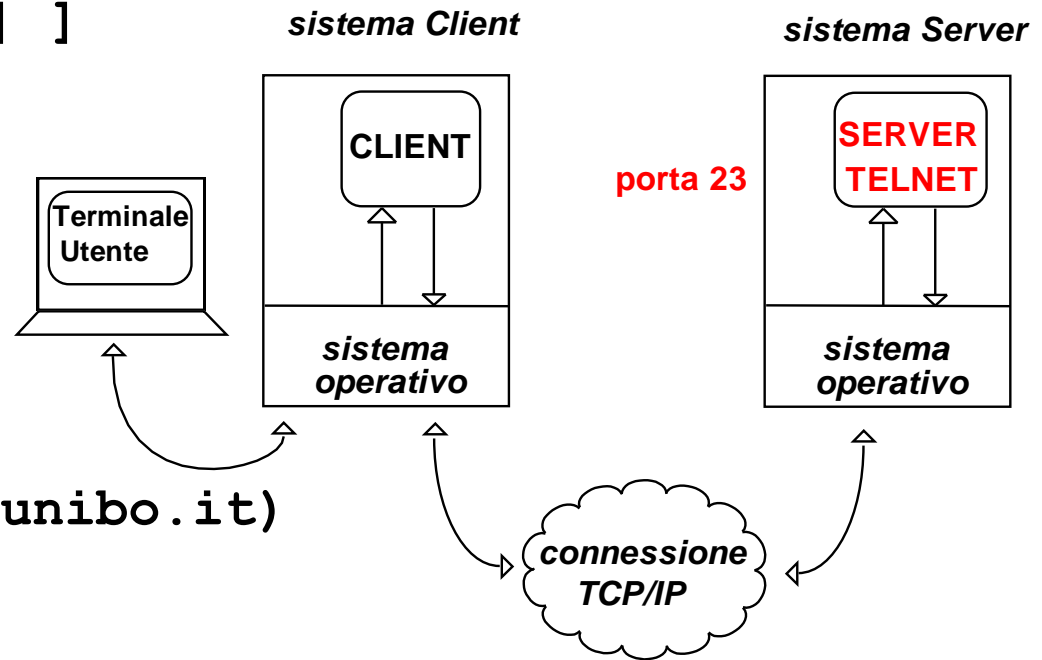 ]
sistema Client
sistema Server
CLIENT
SERVER
TELNET
porta 23
Terminale
Utente
sistema
operativo
sistema
operativo
unibo.it)
connessione
TCP/IP